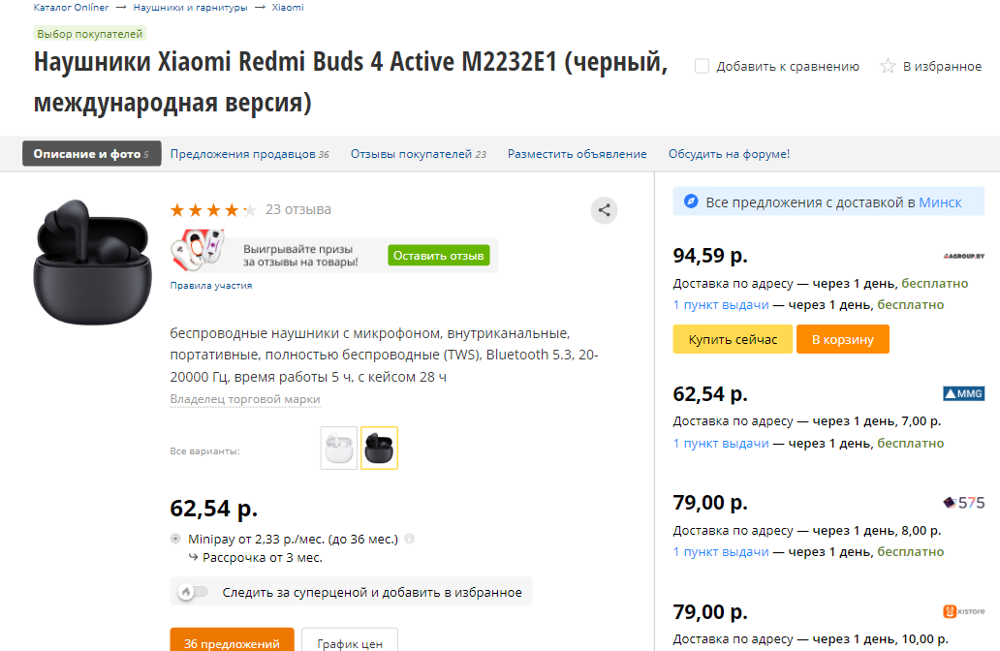 Каталог Onlíner → Наушники и гарнитуры → Xiaomi
Выбор покупателей
Наушники Xiaomi Redmi Buds 4 Active M2232E1 (черный,
международная версия)
Добавить к сравнению
В избранное
Описание и фото 5
Предложения продавцов 36
Отзывы покупателей 23
Разместить объявление
Обсудить на форуме!
23 отзыва
Выигрывайте призы
за отзывы на товары!
Оставить отзыв
Правила участия
беспроводные наушники с микрофоном, внутриканальные,
портативные, полностью беспроводные (TWS), Bluetooth 5.3, 20-
20000 Гц, время работы 5 ч, с кейсом 28 ч
Владелец торговой марки
Все варианты:
62,54 р.
Minipay от 2,33 р./мес. (до 36 мес.)
↪ Рассрочка от 3 мес.
Следить за суперценой и добавить в избранное
36 предложений
График цен
Все предложения с доставкой в Минск
94,59 р.
AGROUP.BY
Доставка по адресу — через 1 день, бесплатно
1 пункт выдачи — через 1 день, бесплатно
Купить сейчас
В корзину
62,54 р.
MMG
Доставка по адресу — через 1 день, 7,00 р.
1 пункт выдачи — через 1 день, бесплатно
79,00 р.
575
Доставка по адресу — через 1 день, 8,00 р.
1 пункт выдачи — через 1 день, бесплатно
79,00 р.
XISTORE
Доставка по адресу — через 1 день, 10,00 р.